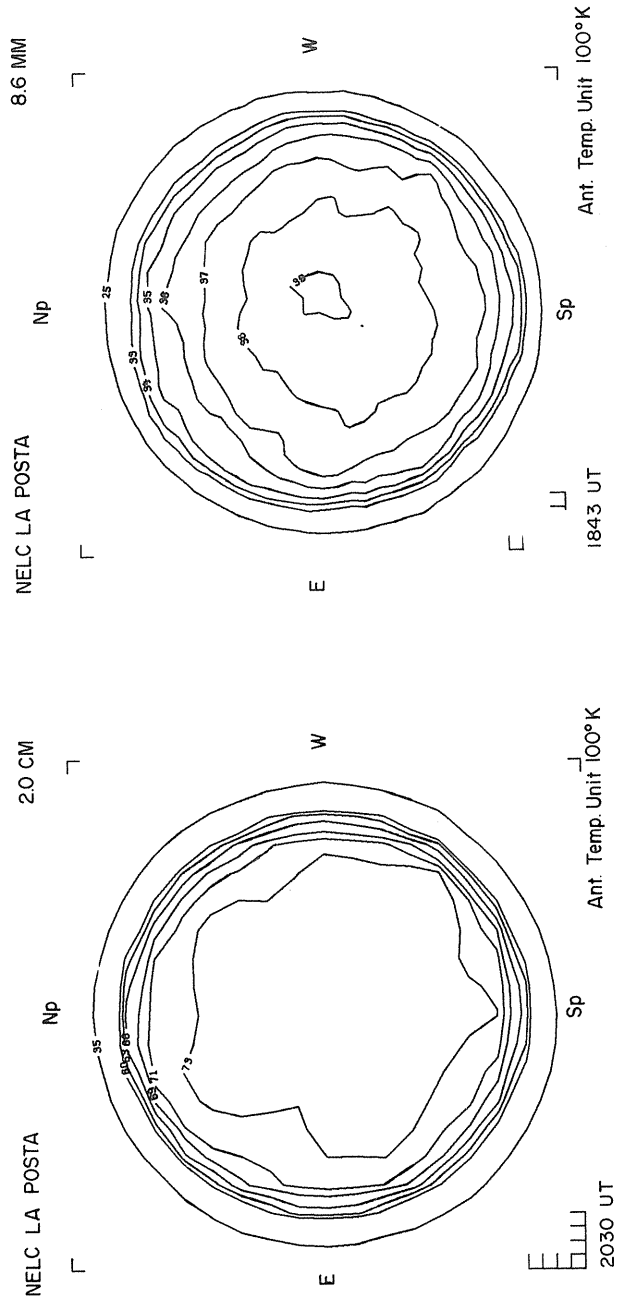 NELC LA POSTA
2.0 CM
Np
35
60 63 66
69 71
73
E
W
Sp
2030 UT
Ant. Temp. Unit 100°K
NELC LA POSTA
8.6 MM
Np
25
33
34
35
36
37
38
E
W
Sp
1843 UT
Ant. Temp. Unit 100°K